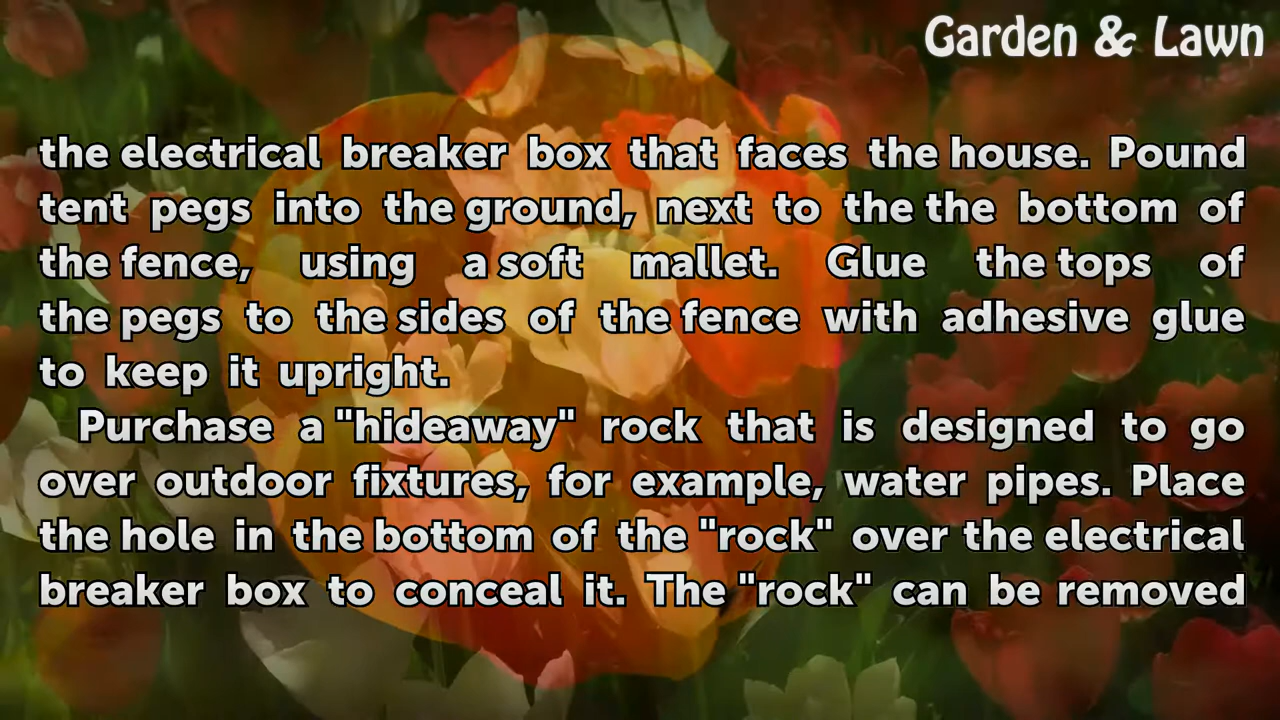 Garden & Lawn
the electrical breaker box that faces the house. Pound
tent pegs into the ground, next to the the bottom of
the fence, using a soft mallet. Glue the tops of
the pegs to the sides of the fence with adhesive glue
to keep it upright.
Purchase a "hideaway" rock that is designed to go
over outdoor fixtures, for example, water pipes. Place
the hole in the bottom of the "rock" over the electrical
breaker box to conceal it. The "rock" can be removed